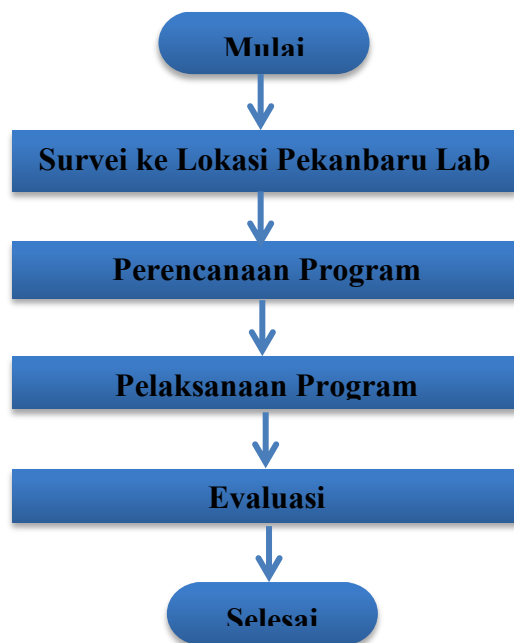 Mulai
Survei ke Lokasi Pekanbaru Lab
Perencanaan Program
Pelaksanaan Program
Evaluasi
Selesai